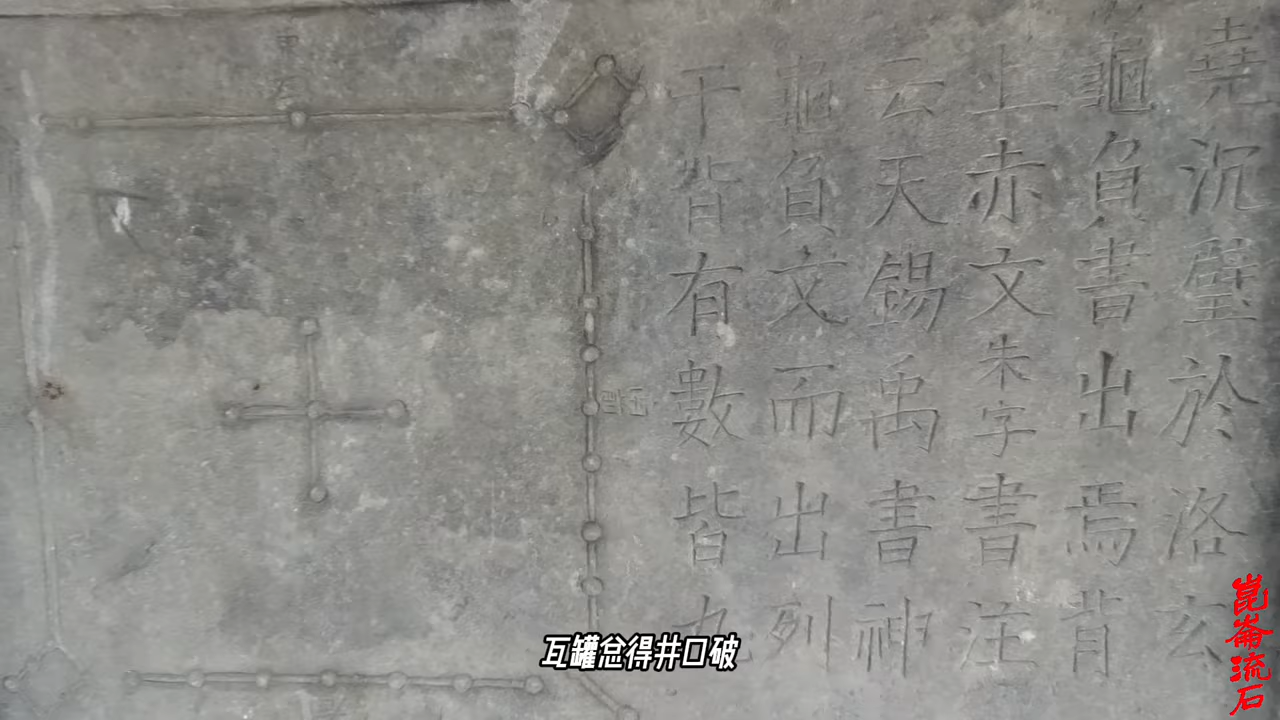 堯沉璧於洛玄
龜負書出焉背
上赤文朱字書注
云天錫禹書神
龜負文而出列
于背有數皆九
瓦罐总得井口破
崑崙流石